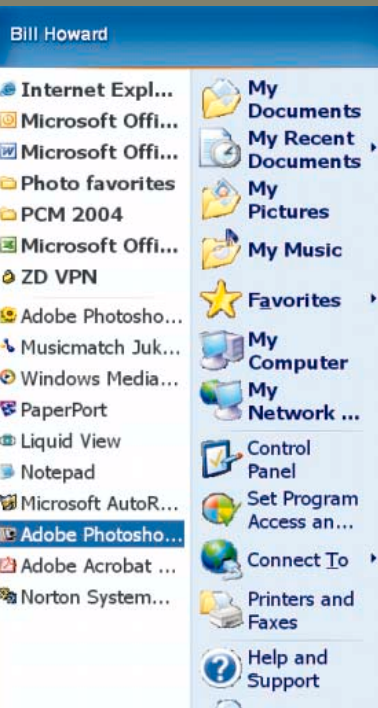 Bill Howard
Internet Expl...
Microsoft Offi...
Microsoft Offi...
Photo favorites
PCM 2004
Microsoft Offi...
ZD VPN
Adobe Photosho...
Musicmatch Juk...
Windows Media...
PaperPort
Liquid View
Notepad
Microsoft AutoR...
Adobe Photosho...
Adobe Acrobat ...
Norton System...
My
Documents
My Recent
Documents
My
Pictures
My Music
Favorites
My
Computer
My
Network ...
Control
Panel
Set Program
Access an...
Connect To
Printers and
Faxes
Help and
Support